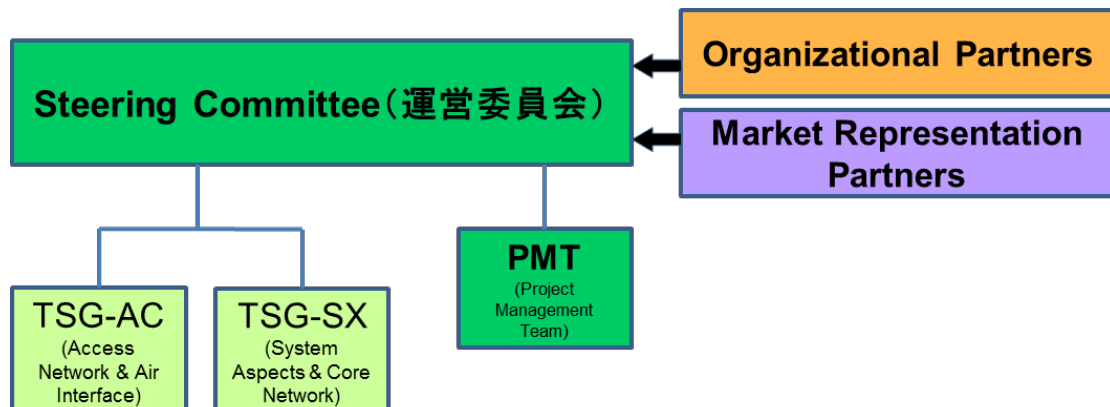 Organizational Partners
Steering Committee(運営委員会)
Market Representation
Partners
PMT
(Project
Management
Team)
TSG-AC
(Access
Network & Air
Interface)
TSG-SX
(System
Aspects & Core
Network)